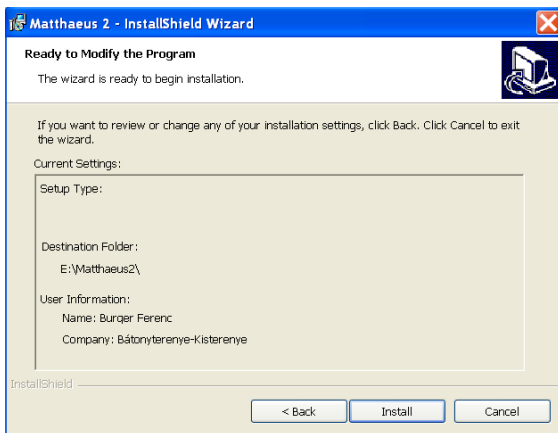 Matthaeus 2 - InstallShield Wizard
Ready to Modify the Program
The wizard is ready to begin installation.
If you want to review or change any of your installation settings, click Back. Click Cancel to exit
the wizard.
Current Settings:
Setup Type:
Destination Folder:
E:\Matthaeus2\
User Information:
Name: Burger Ferenc
Company: Bátonyterenye-Kisterenye
InstallShield
< Back
Install
Cancel